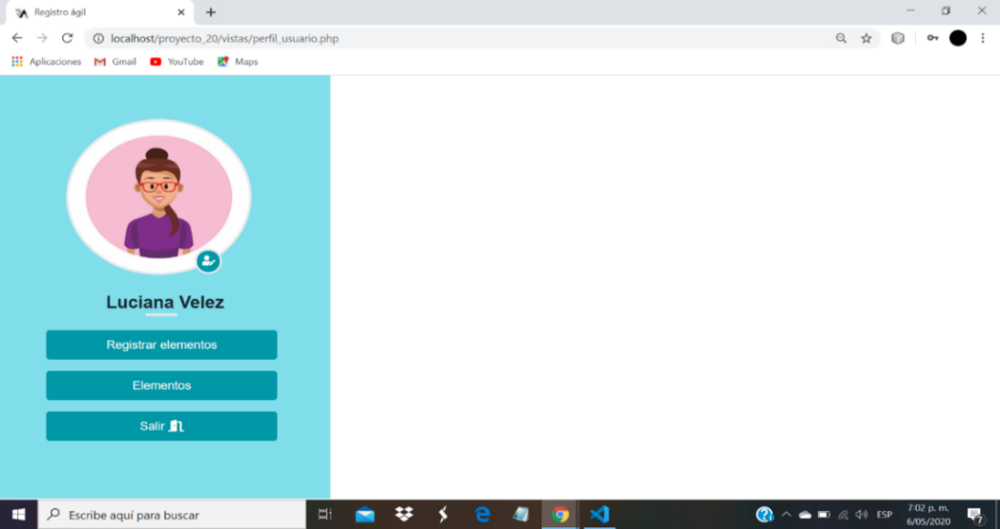 Registro ágil
localhost/proyecto_20/vistas/perfil_usuario.php
Aplicaciones Gmail YouTube Maps
Luciana Velez
Registrar elementos
Elementos
Salir
Escribe aquí para buscar
ESP
7:02 p. m.
6/05/2020
7